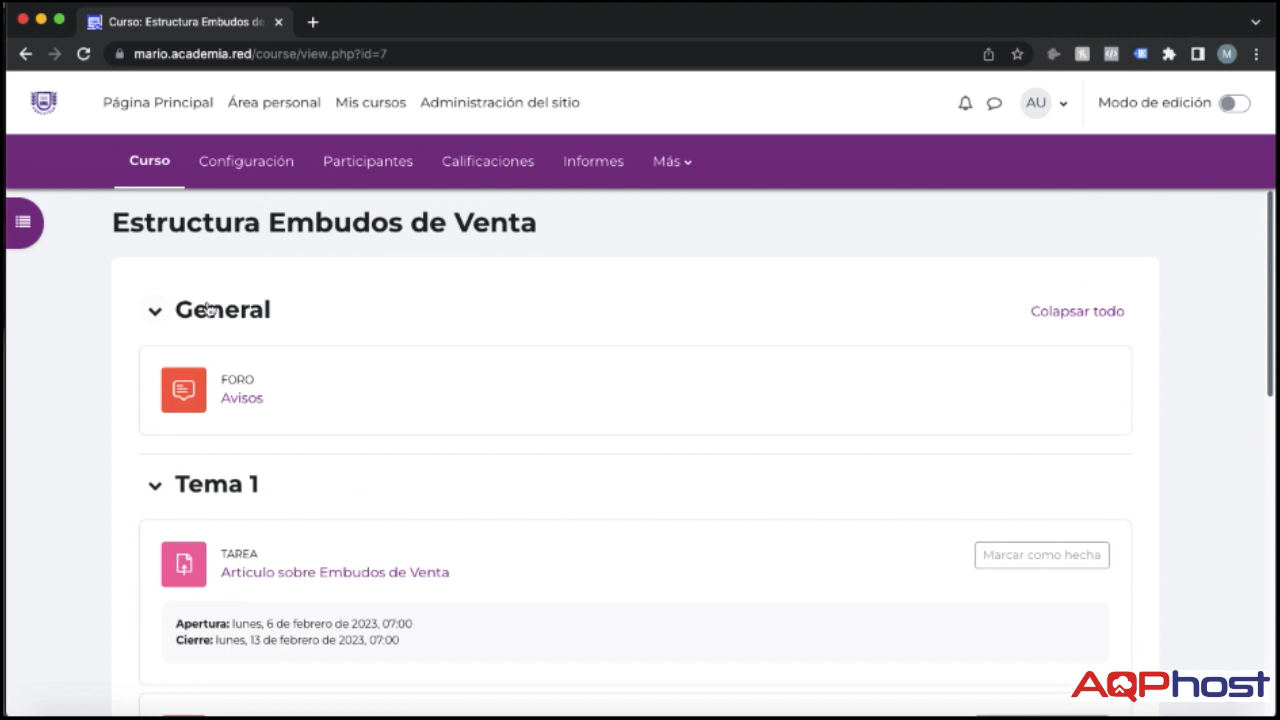 Curso: Estructura Embudos de
mario.academia.red/course/view.php?id=7
M
Página Principal Área personal Mis cursos Administración del sitio
AU
Modo de edición
Curso Configuración Participantes Calificaciones Informes Más
Estructura Embudos de Venta
General
Colapsar todo
FORO
Avisos
Tema 1
TAREA
Marcar como hecha
Articulo sobre Embudos de Venta
Apertura: lunes, 6 de febrero de 2023, 07:00
Cierre: lunes, 13 de febrero de 2023, 07:00
AQPhost